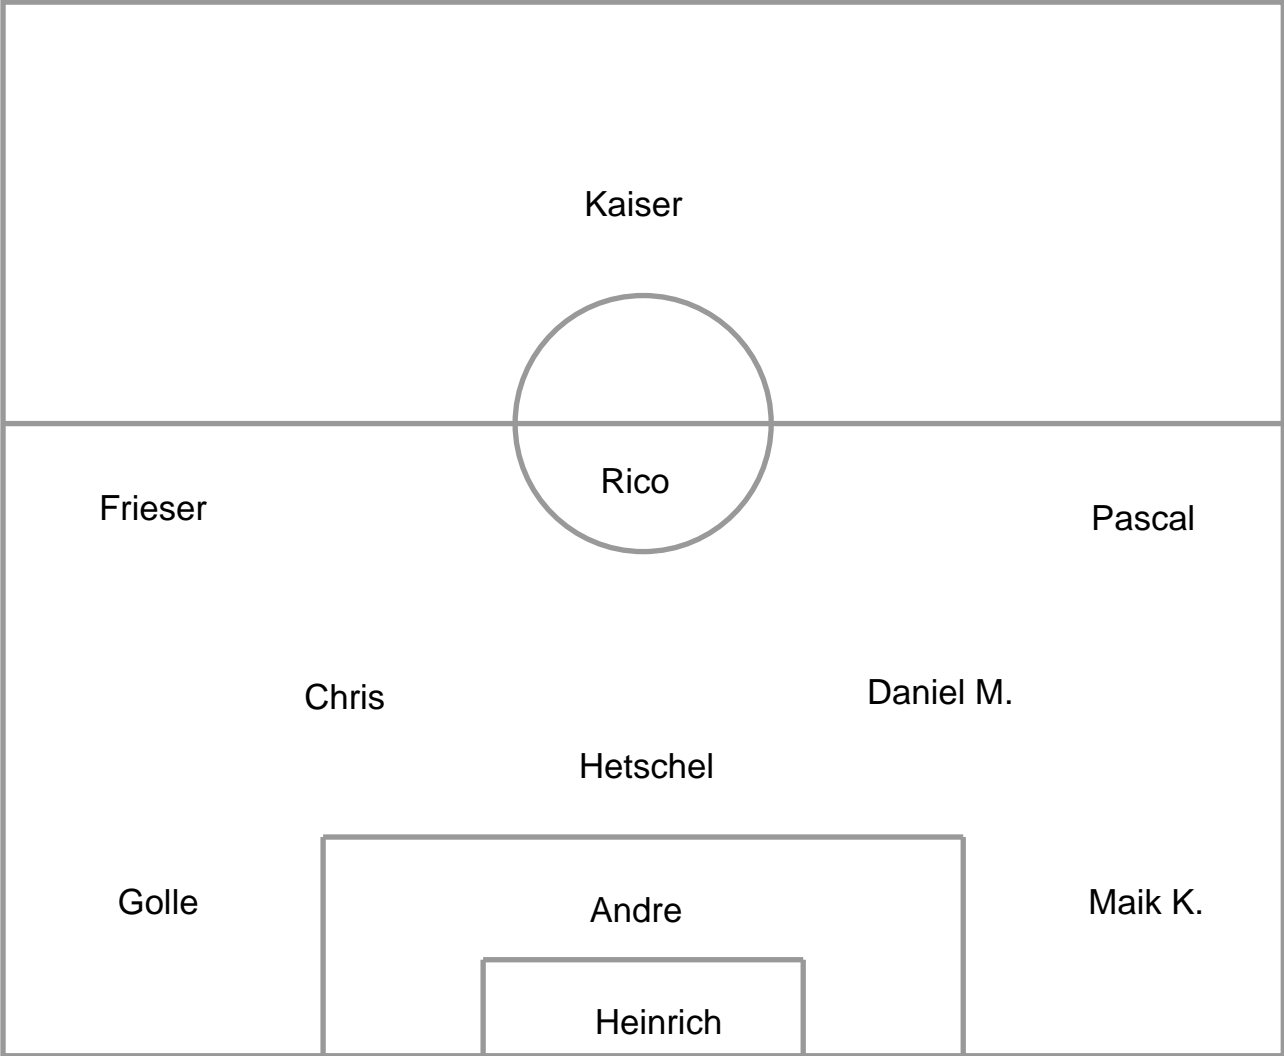 Kaiser
Rico
Frieser
Pascal
Chris
Daniel M.
Hetschel
Golle
Andre
Maik K.
Heinrich